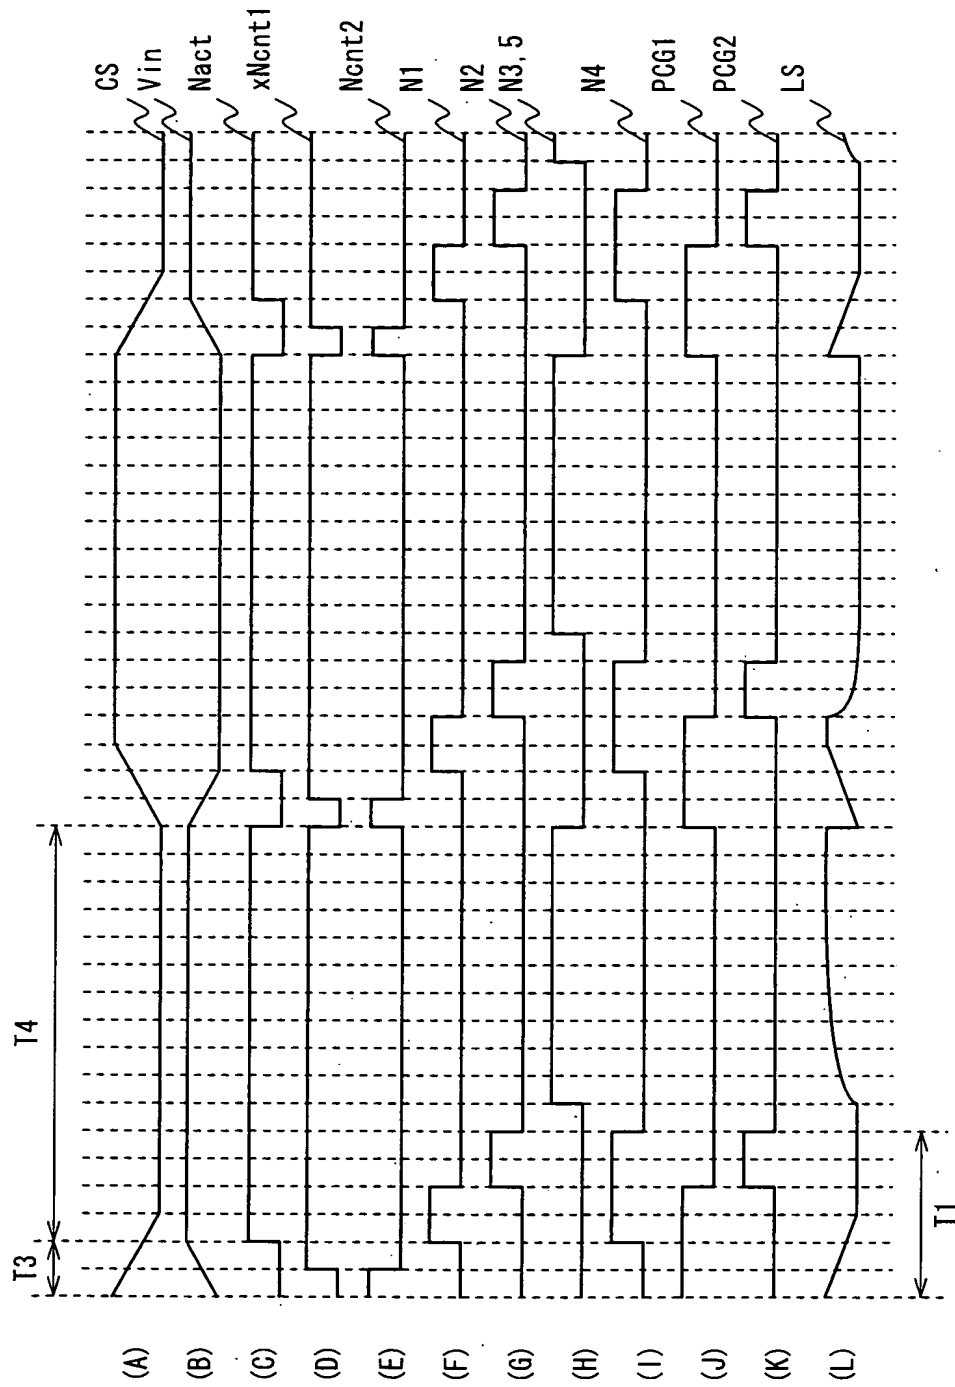 CS
Vin
Nact
xNcnt1
Ncnt2
N1
N2
N3, 5
N4
PCG1
PCG2
LS
T4
T3
T1
(A)
(B)
(C)
(D)
(E)
(F)
(G)
(H)
(I)
(J)
(K)
(L)